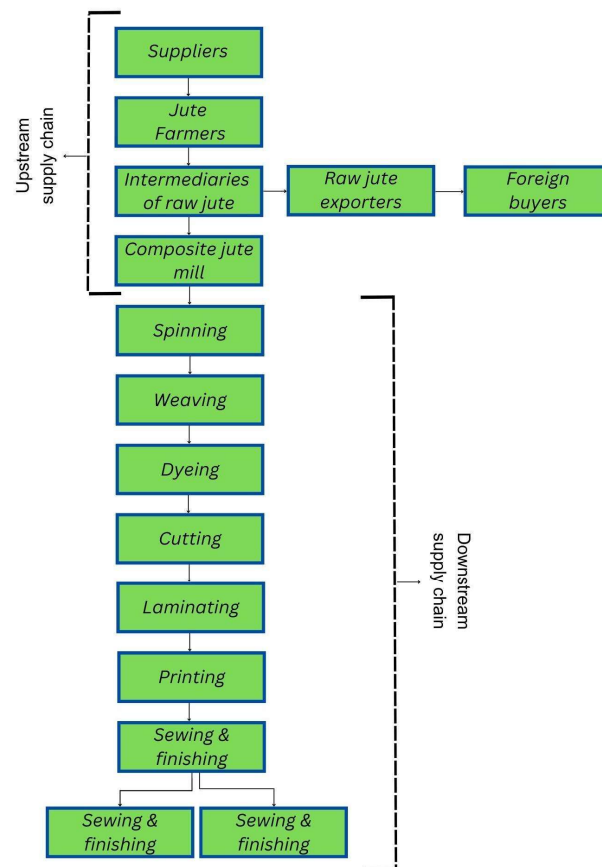 Suppliers
Jute
Farmers
Upstream
supply chain
Intermediaries
of raw jute
Raw jute
exporters
Foreign
buyers
Composite jute
mill
Spinning
Weaving
Dyeing
Cutting
Downstream
supply chain
Laminating
Printing
Sewing &
finishing
Sewing &
finishing
Sewing &
finishing